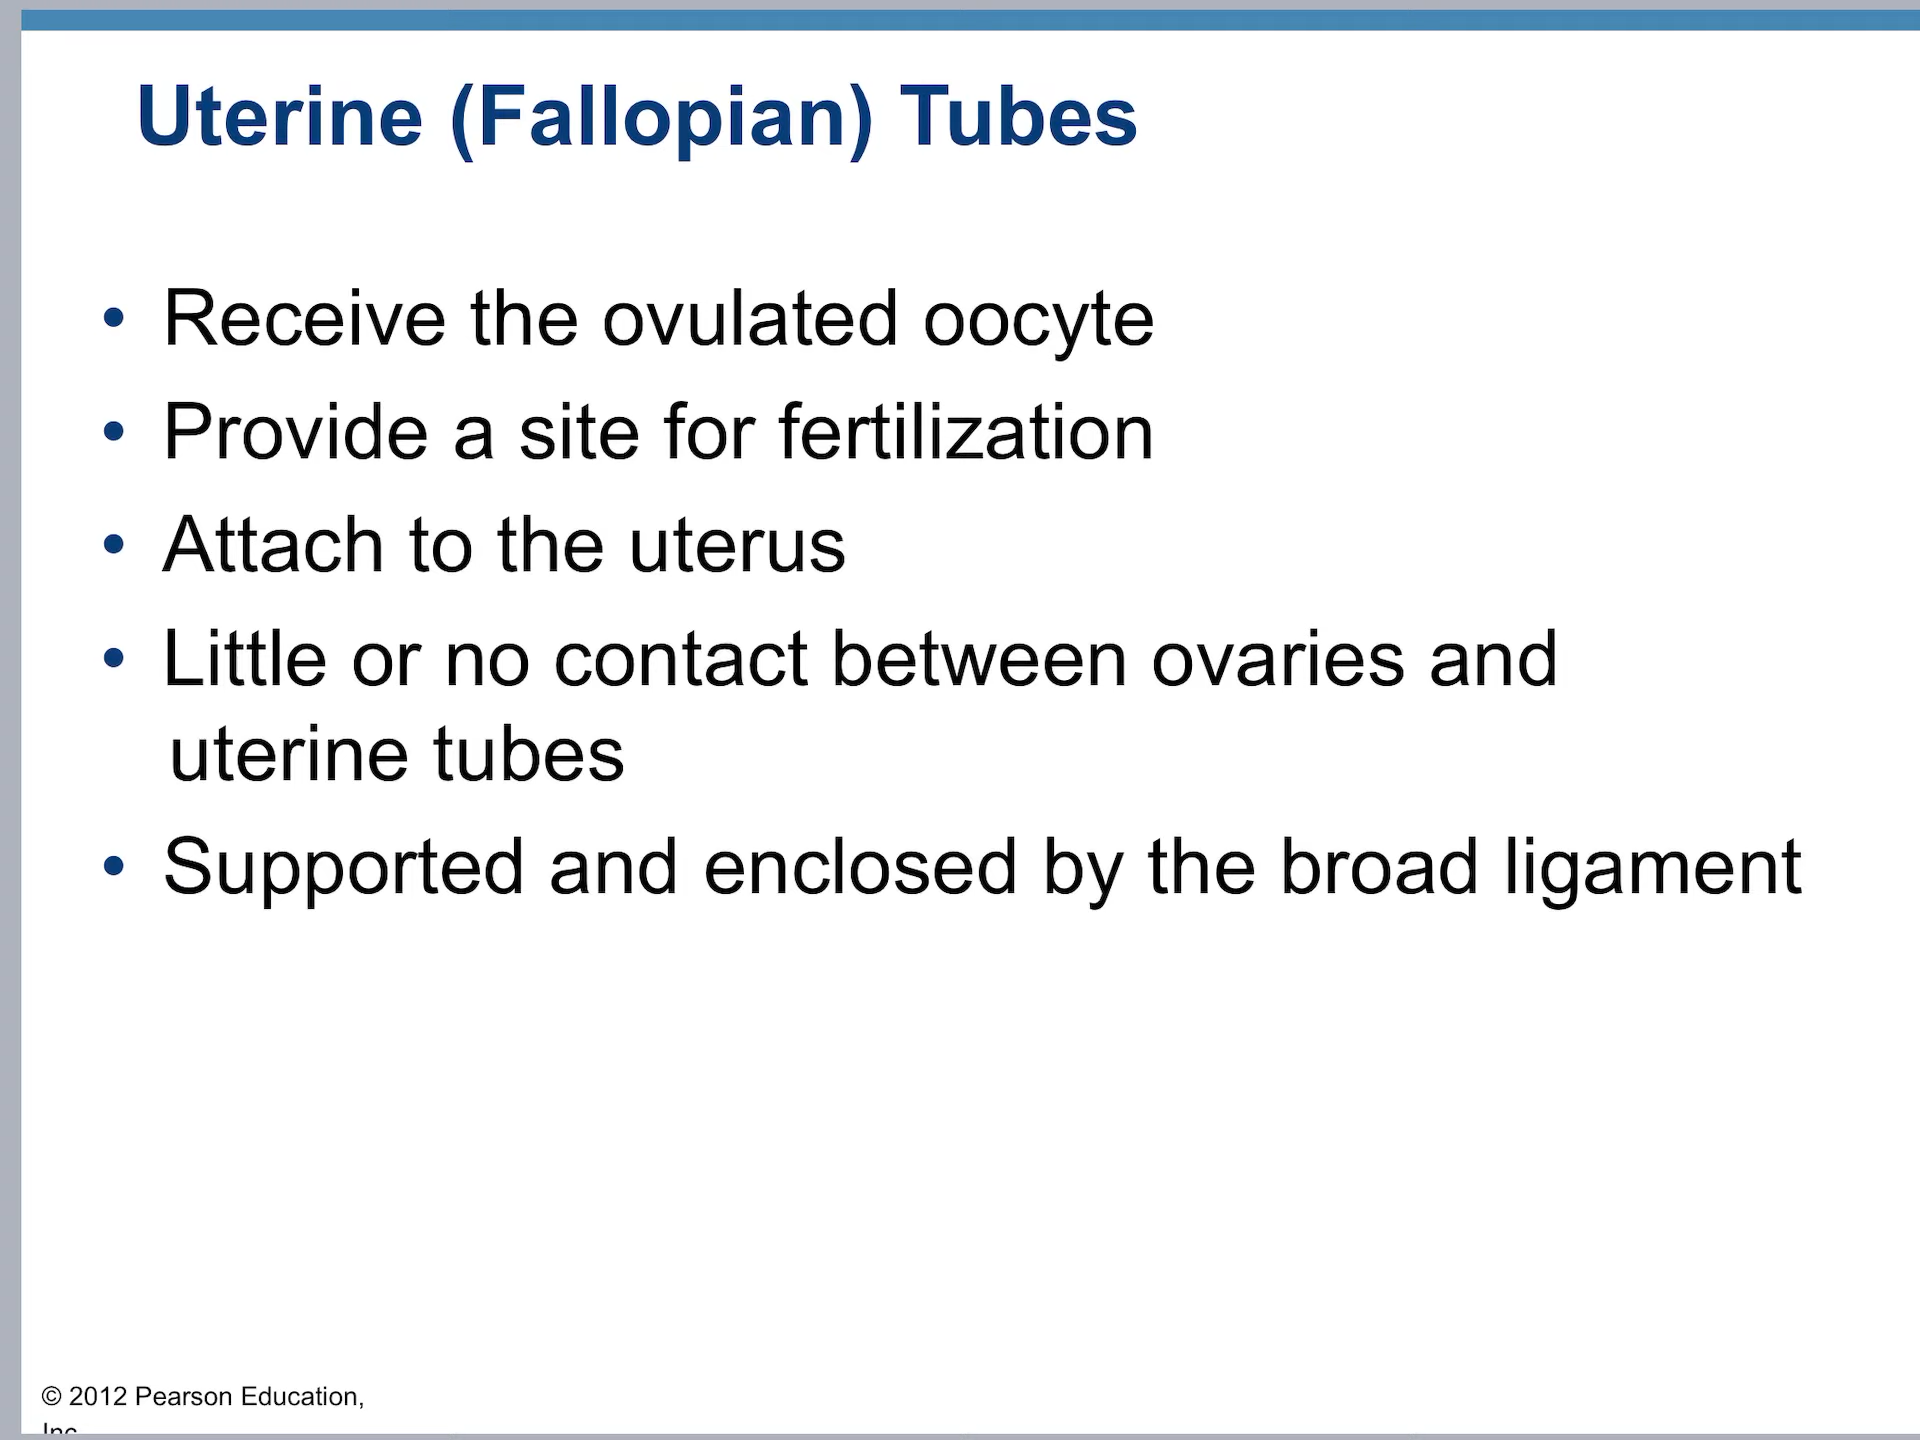 Uterine (Fallopian) Tubes
• Receive the ovulated oocyte
• Provide a site for fertilization
• Attach to the uterus
• Little or no contact between ovaries and
uterine tubes
• Supported and enclosed by the broad ligament
© 2012 Pearson Education,
Inc